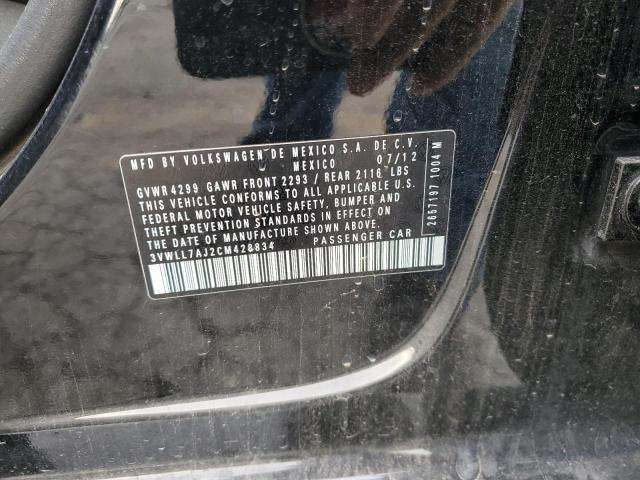 MFD BY VOLKSWAGEN DE MEXICO S.A. DE C.V.
MEXICO 07/12
GVWR 4299 GAWR FRONT 2293 / REAR 2116 LBS
THIS VEHICLE CONFORMS TO ALL APPLICABLE U.S.
FEDERAL MOTOR VEHICLE SAFETY, BUMPER AND
THEFT PREVENTION STANDARDS IN EFFECT ON
THE DATE OF MANUFACTURE SHOWN ABOVE.
3VWLL7AJ2CM428834 PASSENGER CAR
2657197 1004 M